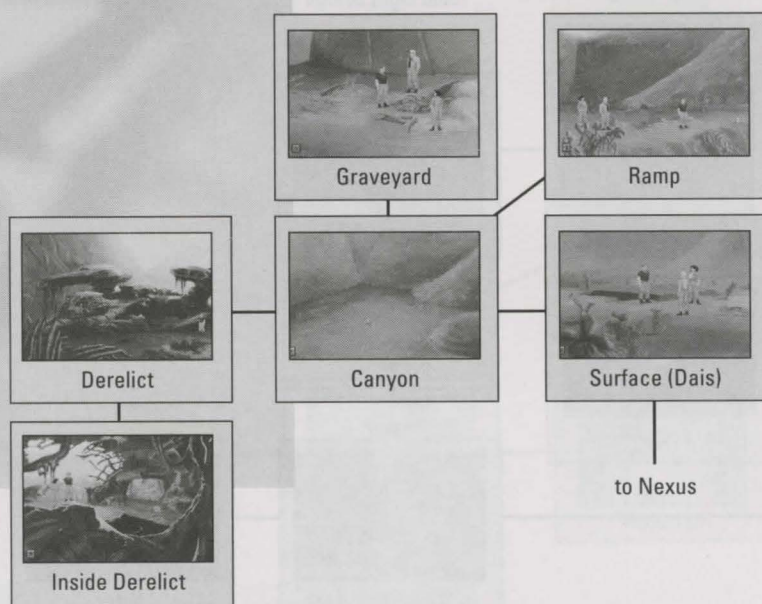 Graveyard
Ramp
Derelict
Canyon
Surface (Dais)
to Nexus
Inside Derelict